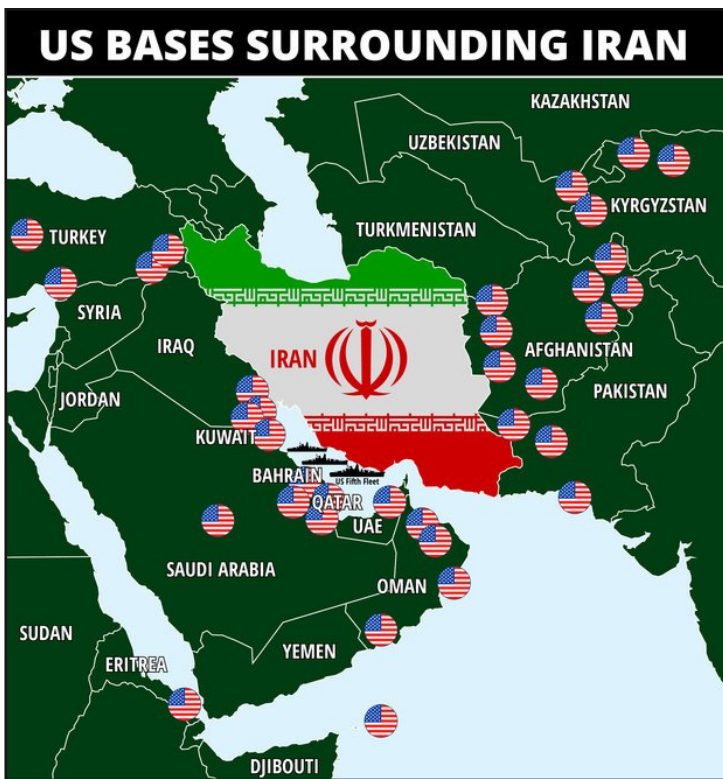 US BASES SURROUNDING IRAN
KAZAKHSTAN
UZBEKISTAN
KYRGYZSTAN
TURKMENISTAN
TURKEY
SYRIA
IRAQ
IRAN
AFGHANISTAN
JORDAN
PAKISTAN
KUWAIT
BAHRAIN
US Fifth Fleet
QATAR
UAE
SAUDI ARABIA
OMAN
SUDAN
YEMEN
ERITREA
DJIBOUTI